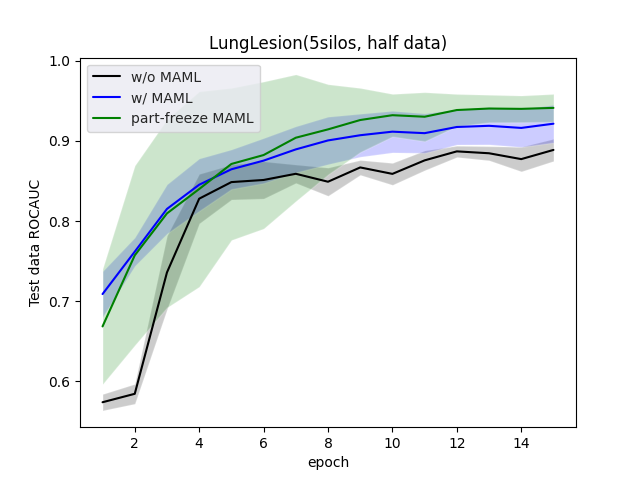 LungLesion(5silos, half data)
w/o MAML
w/ MAML
part-freeze MAML
Test data ROCAUC
1.0
0.9
0.8
0.7
0.6
2 4 6 8 10 12 14
epoch